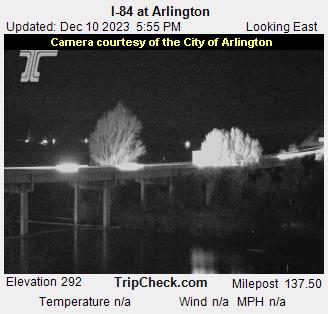 I-84 at Arlington
Updated: Dec 10 2023 5:55 PM Looking East
Camera courtesy of the City of Arlington
Elevation 292 TripCheck.com Milepost 137.50
Temperature n/a Wind n/a MPH n/a